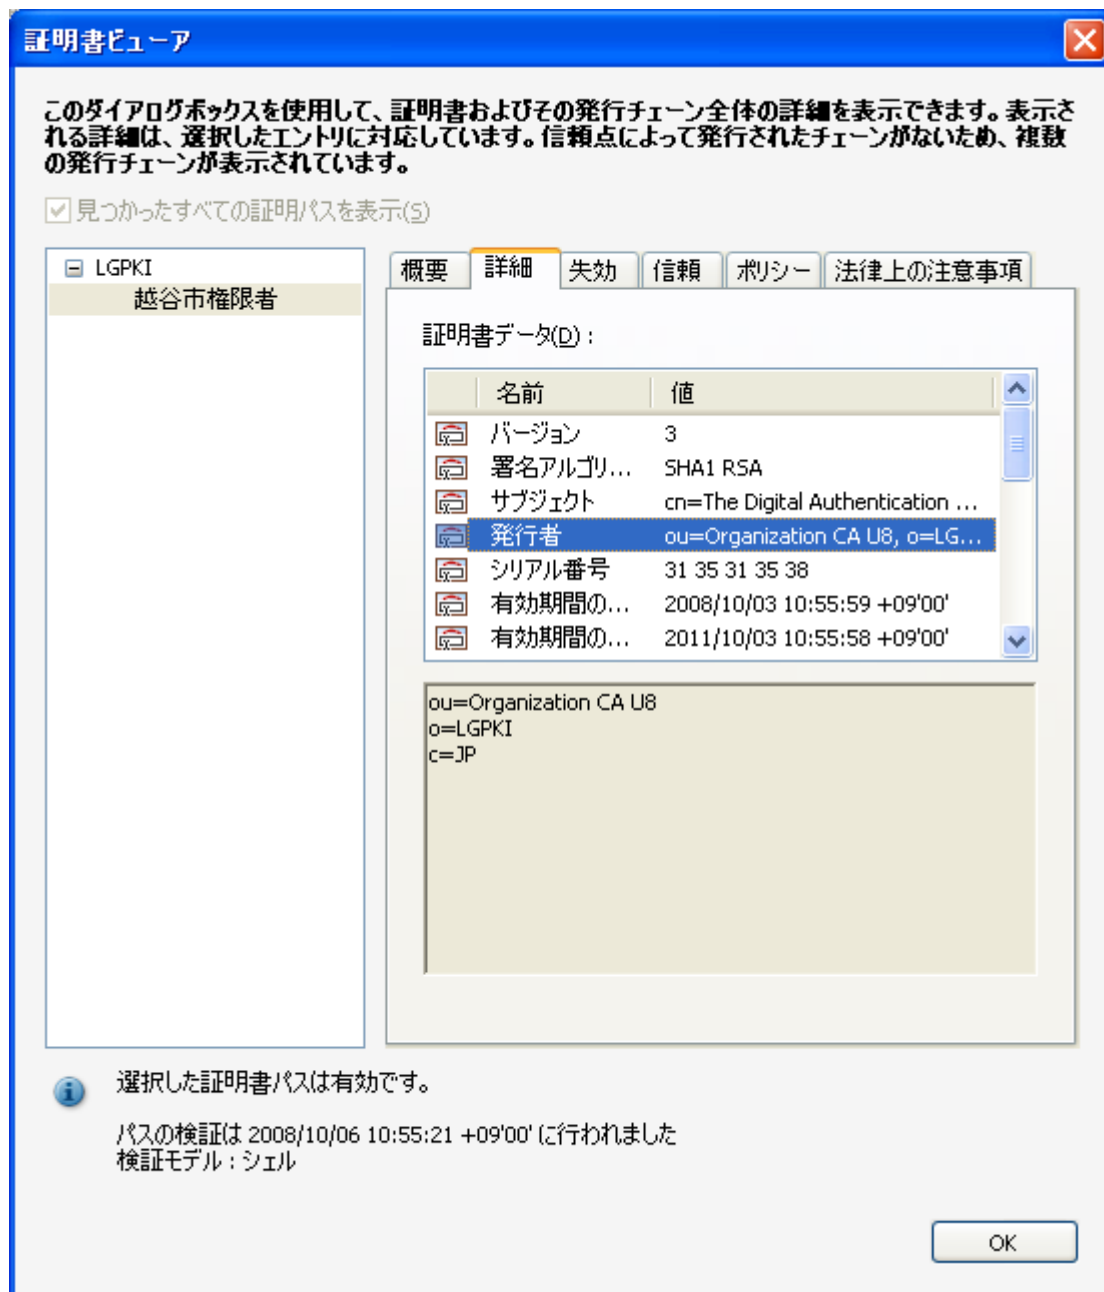 証明書ビューア
このダイアログボックスを使用して、証明書およびその発行チェーン全体の詳細を表示できます。表示さ
れる詳細は、選択したエントリに対応しています。信頼点によって発行されたチェーンがないため、複数
の発行チェーンが表示されています。
見つかったすべての証明パスを表示(S)
LGPKI
越谷市権限者
概要 詳細 失効 信頼 ポリシー 法律上の注意事項
証明書データ(D) :
名前 値
バージョン 3
署名アルゴリ... SHA1 RSA
サブジェクト cn=The Digital Authentication ...
発行者 ou=Organization CA U8, o=LG...
シリアル番号 31 35 31 35 38
有効期間の... 2008/10/03 10:55:59 +09'00'
有効期間の... 2011/10/03 10:55:58 +09'00'
ou=Organization CA U8
o=LGPKI
c=JP
選択した証明書パスは有効です。
パスの検証は 2008/10/06 10:55:21 +09'00' に行われました
検証モデル : シェル
OK